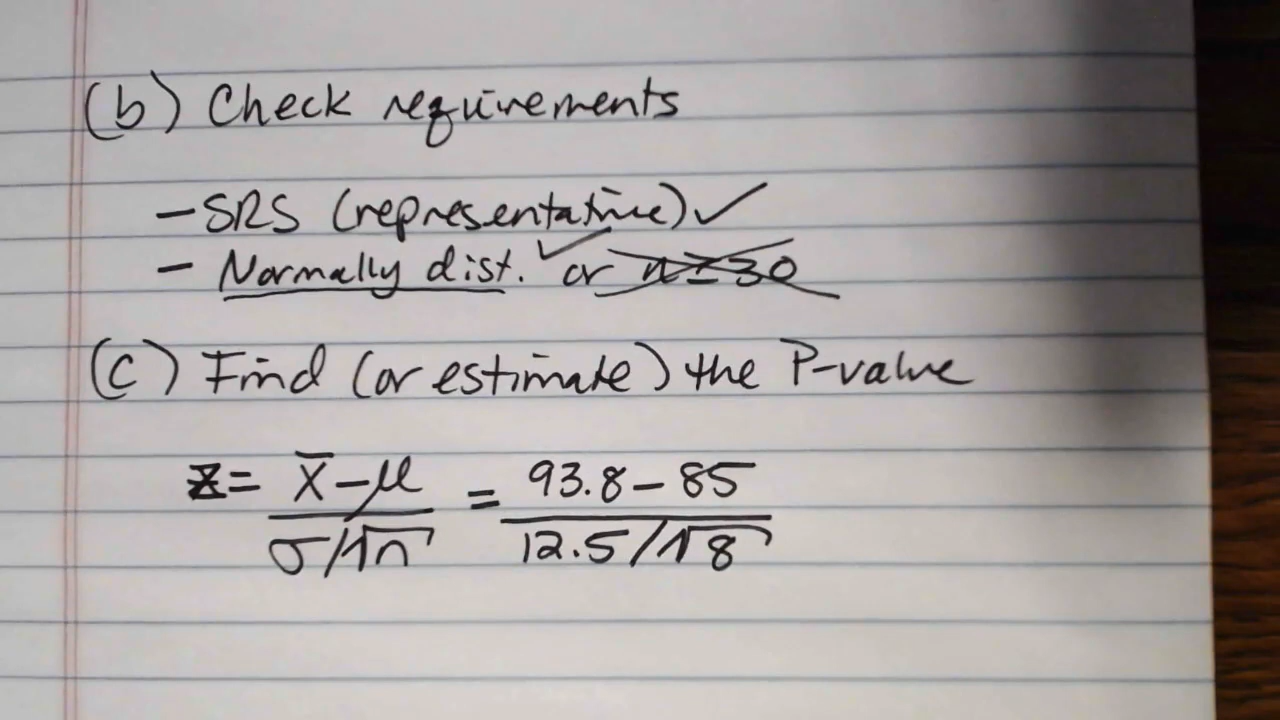 (b) Check requirements
– SRS (representative) ✓
– Normally dist. ✓ or n ≥ 30
(c) Find (or estimate) the P-value
z = x̄ – μ / σ/√n = 93.8 – 85 / 12.5/√8